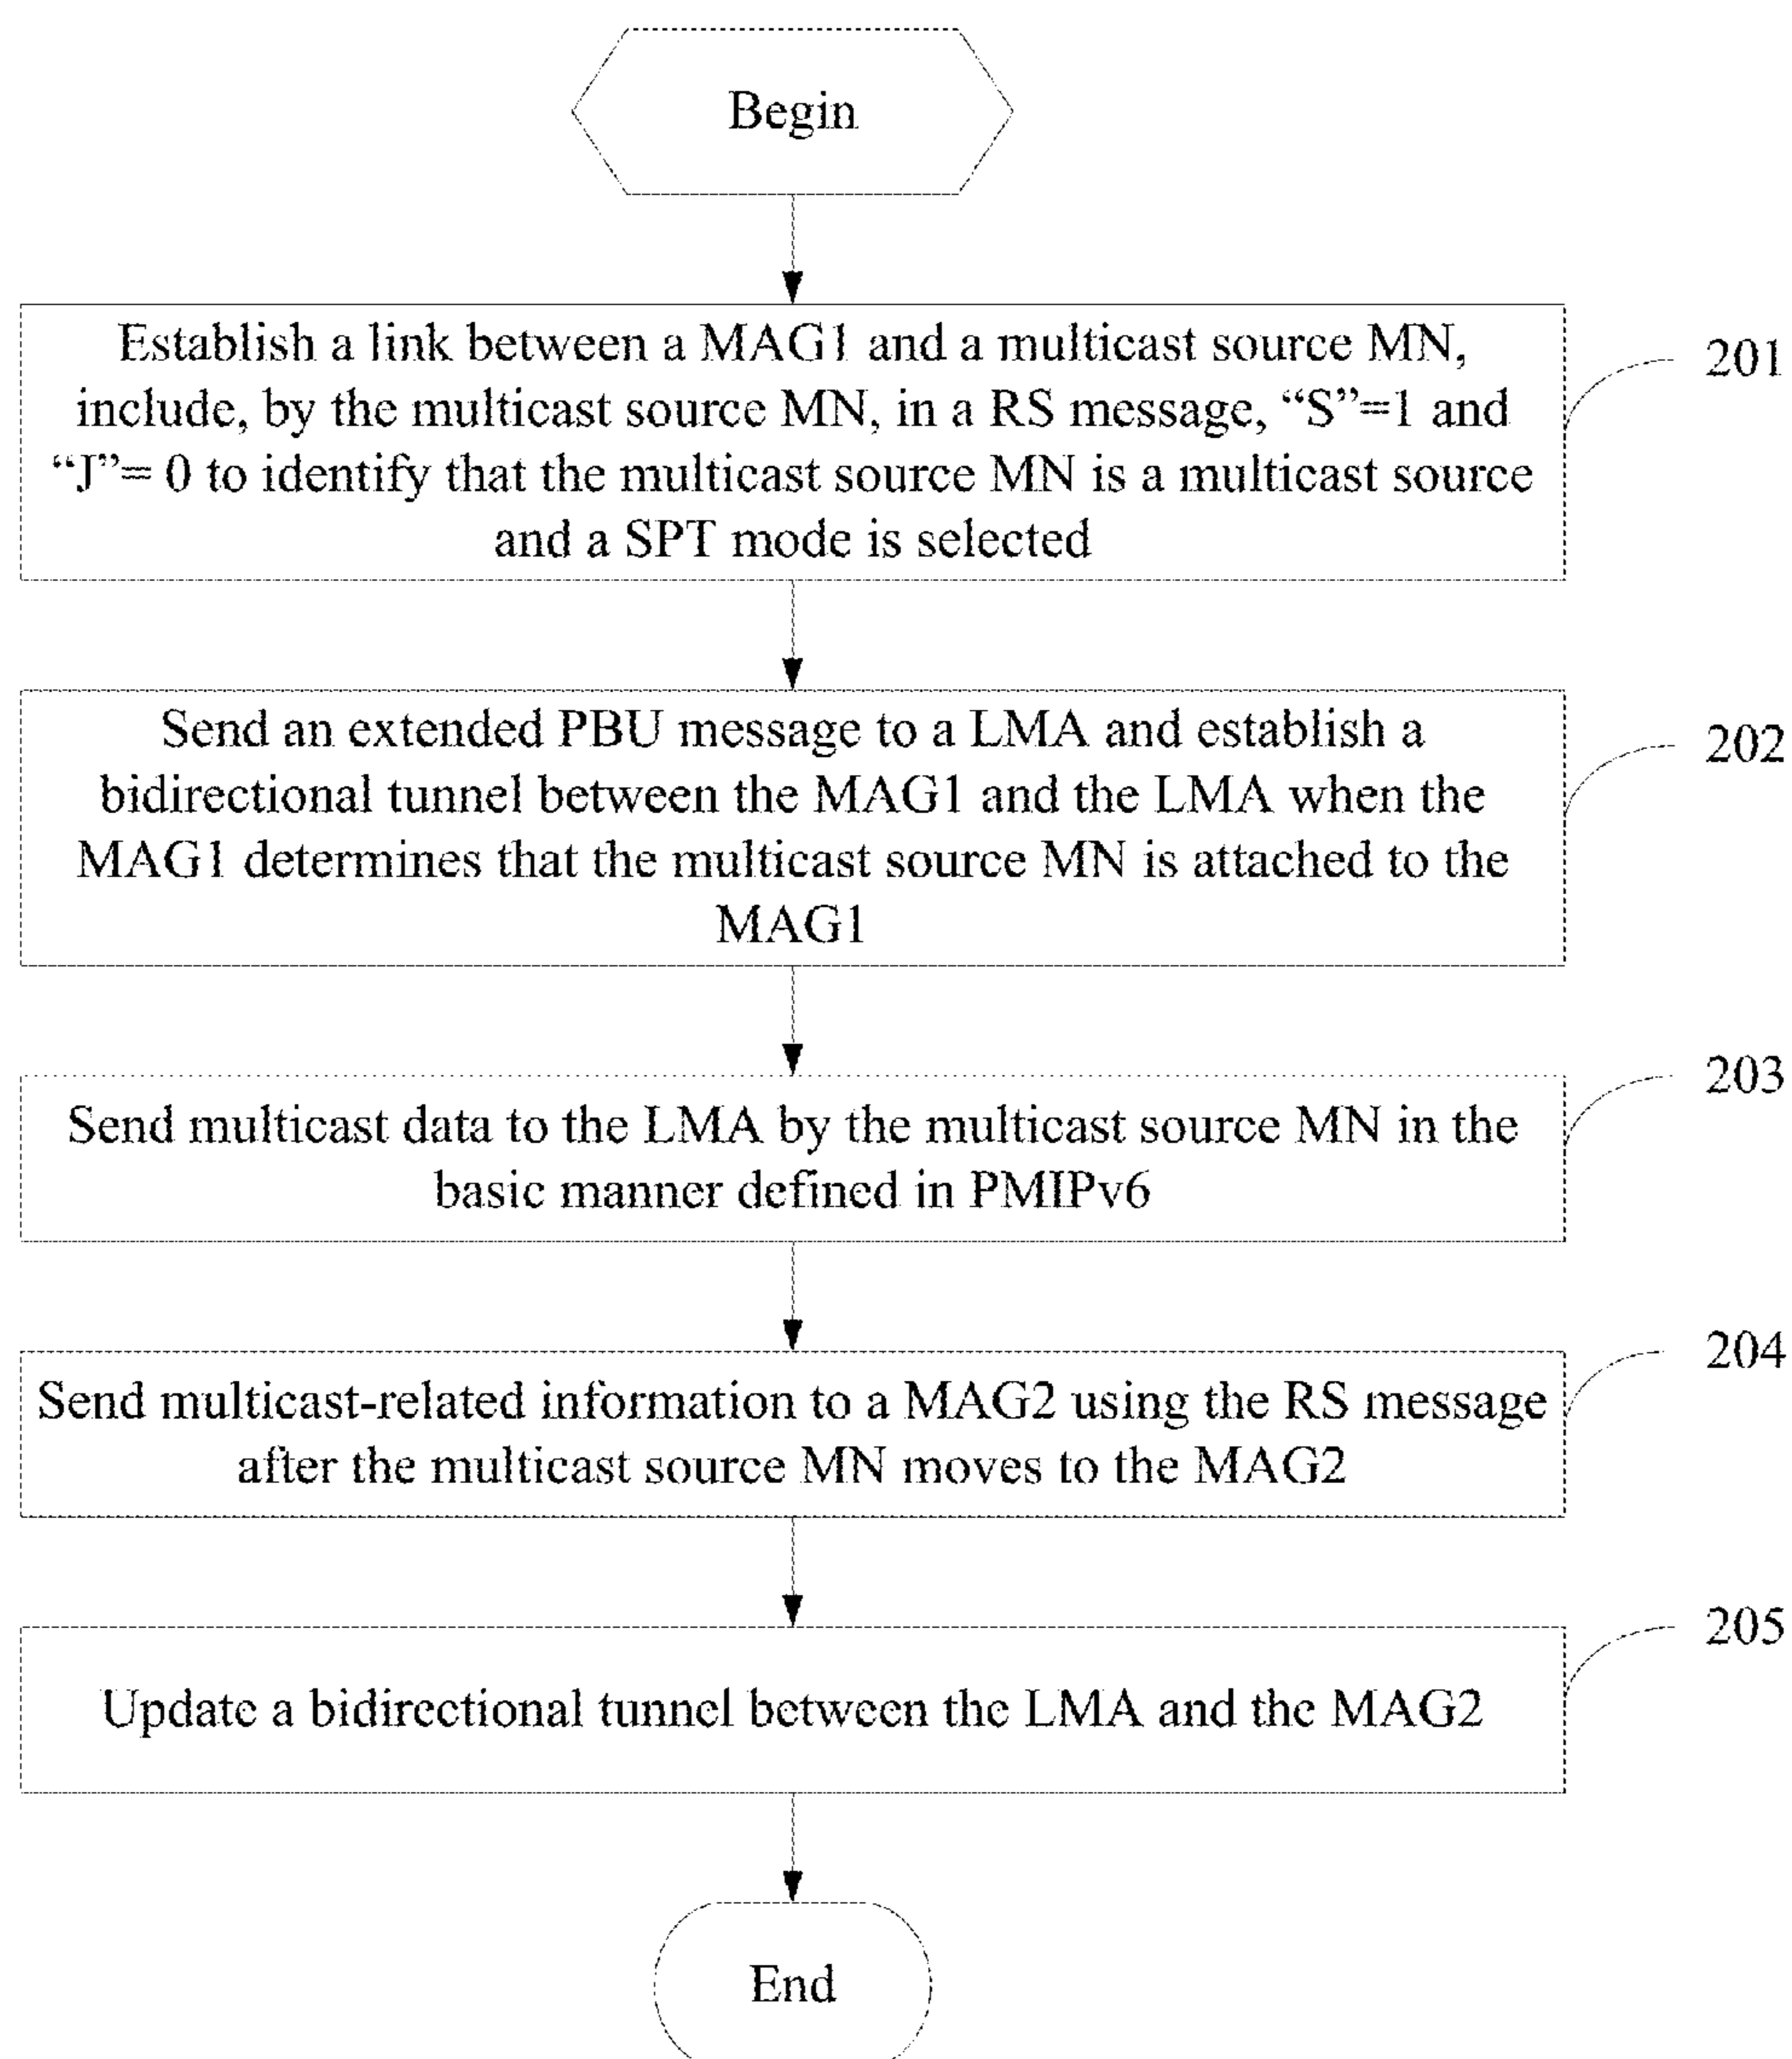 Begin
Establish a link between a MAG1 and a multicast source MN,
include, by the multicast source MN, in a RS message, “S”=1 and
“J”= 0 to identify that the multicast source MN is a multicast source
and a SPT mode is selected
201
Send an extended PBU message to a LMA and establish a
bidirectional tunnel between the MAG1 and the LMA when the
MAG1 determines that the multicast source MN is attached to the
MAG1
202
Send multicast data to the LMA by the multicast source MN in the
basic manner defined in PMIPv6
203
Send multicast-related information to a MAG2 using the RS message
after the multicast source MN moves to the MAG2
204
Update a bidirectional tunnel between the LMA and the MAG2
205
End